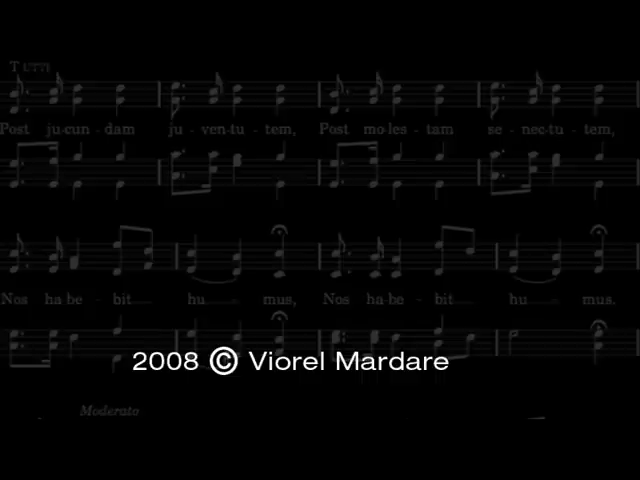 TUTTI
Post ju-cun-dam ju-ven-tu-tem, Post mo-les-tam se-nec-tu-tem,
Nos ha-be-bit hu mus, Nos ha-be-bit hu mus.
2008 © Viorel Mardare
Moderato